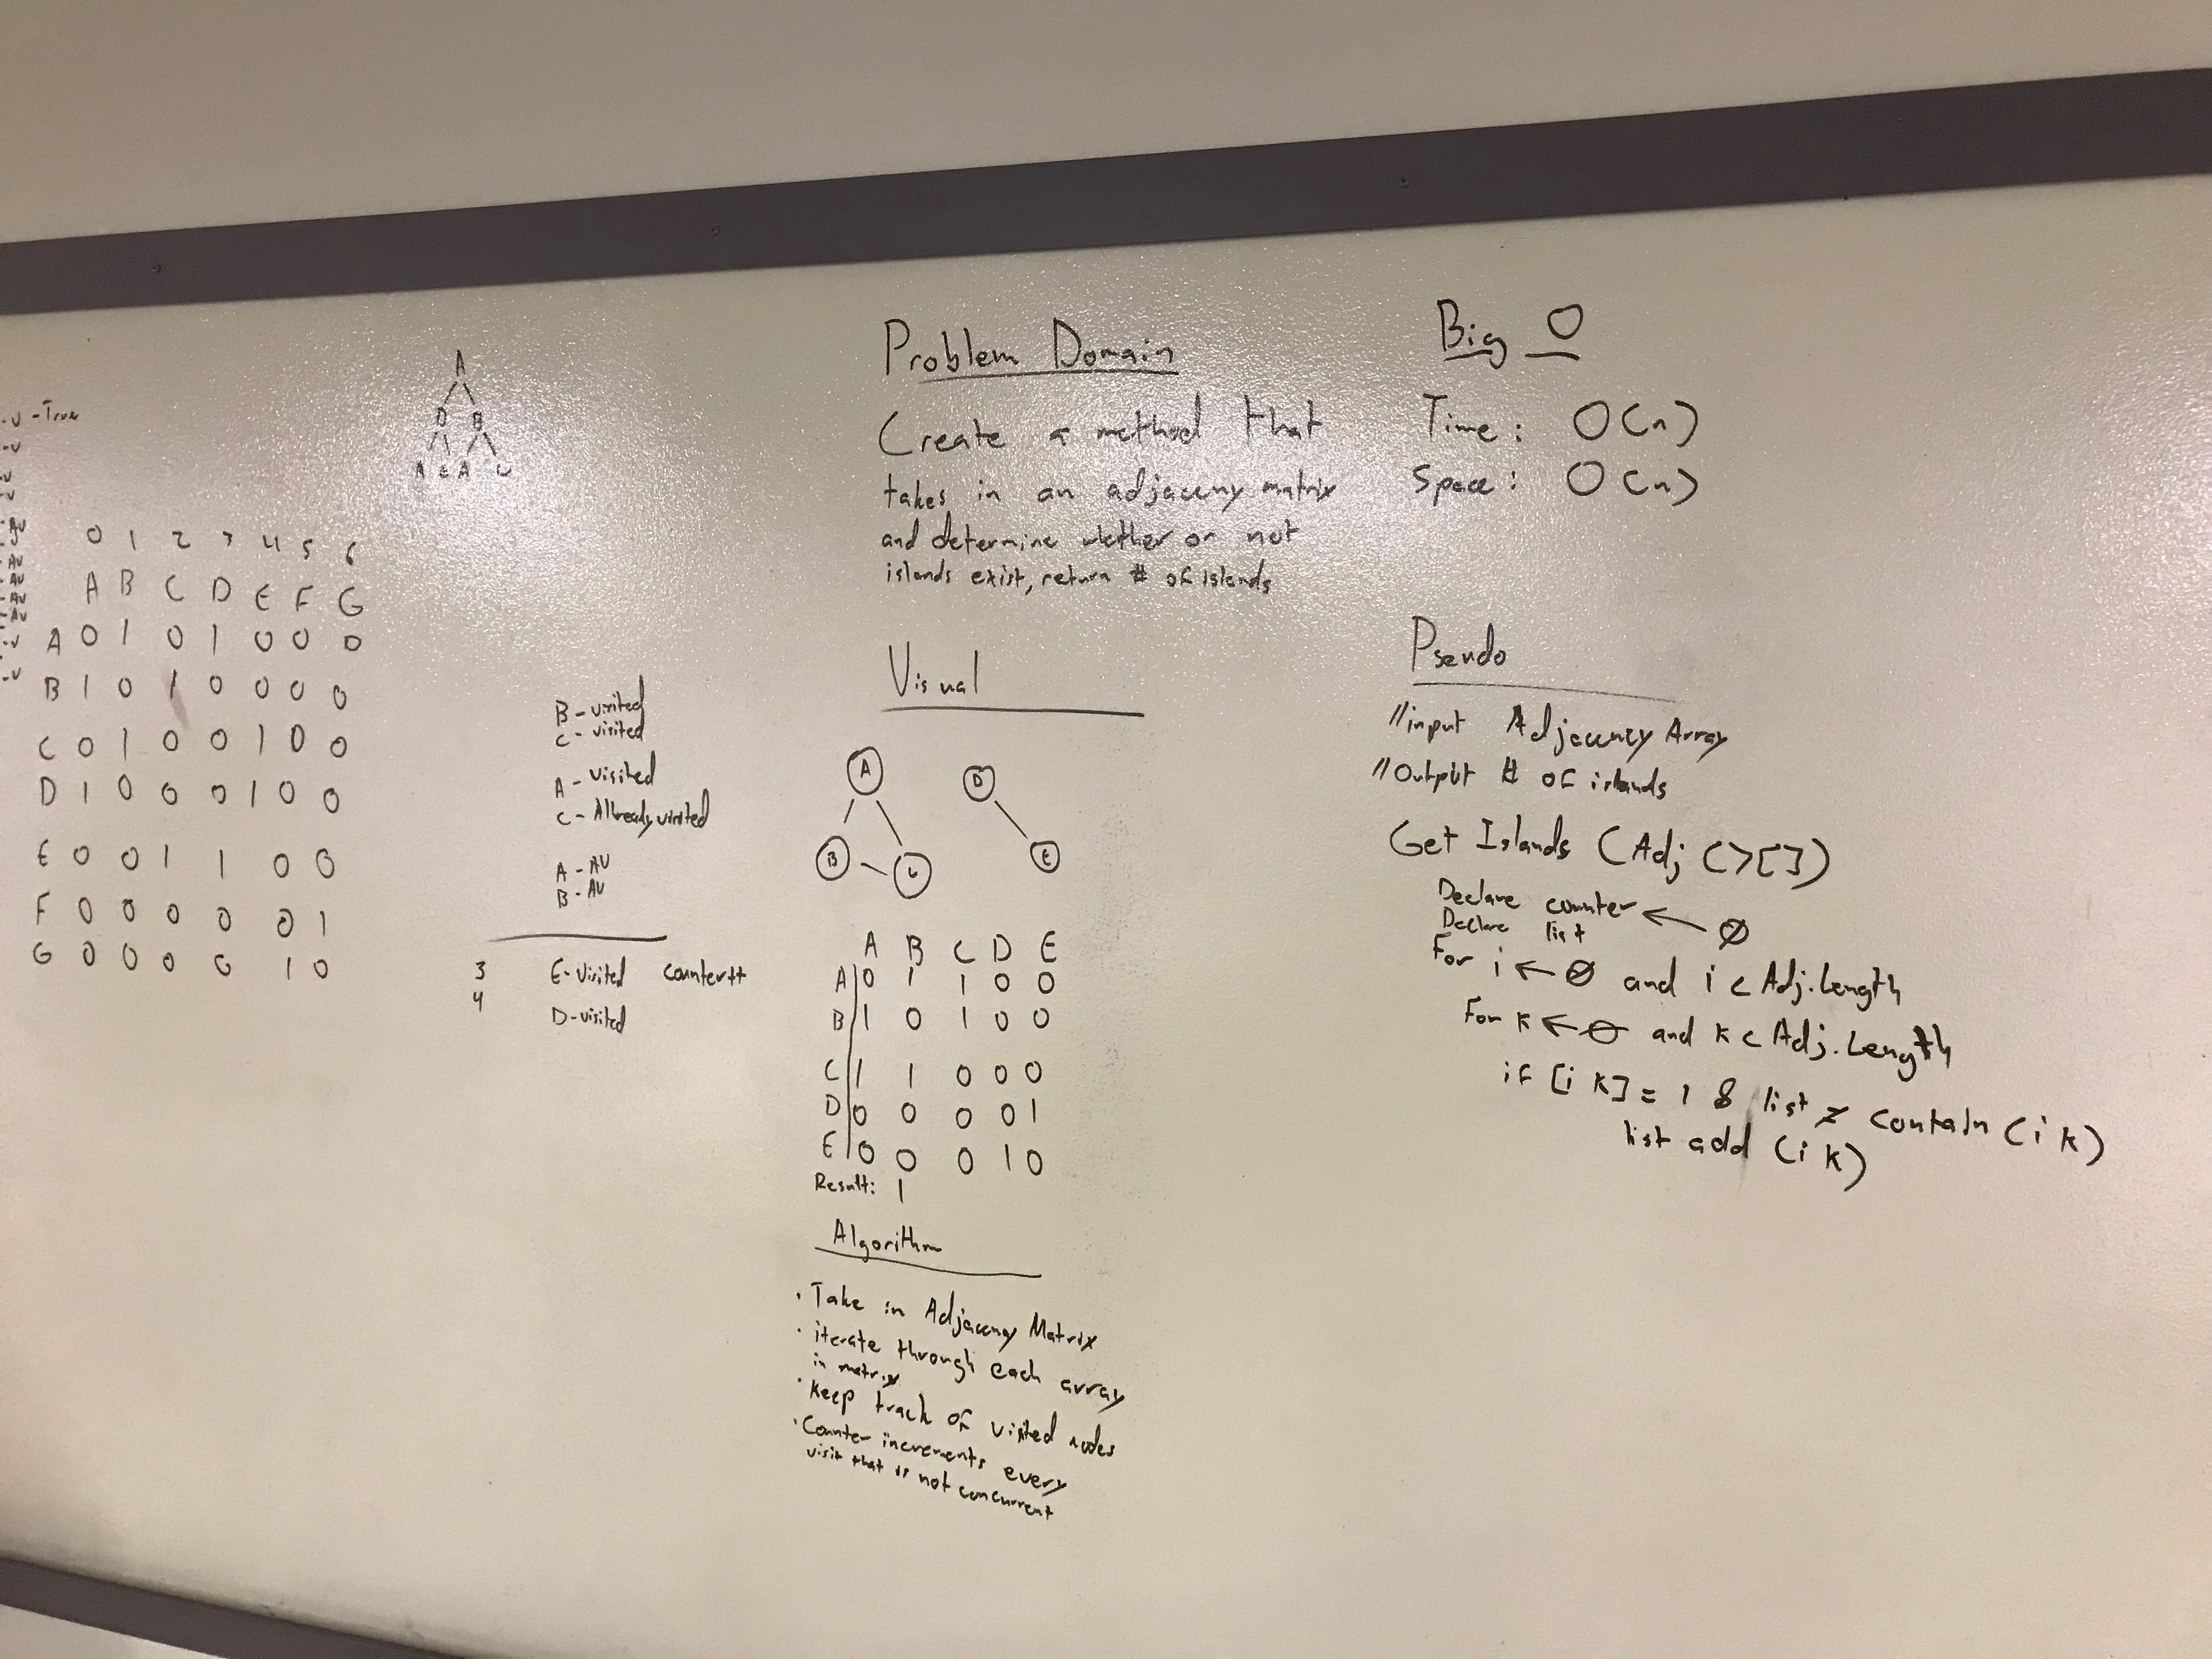 -v -True
-v
-v
-v
-AV
-AV
-AV
-AV
-AV
-v
-v
A
D B
A C A C
0 1 2 3 4 5 6
A B C D E F G
A 0 1 0 1 0 0 0
B 1 0 1 0 0 0 0
C 0 1 0 0 1 0 0
D 1 0 0 0 1 0 0
E 0 0 1 1 0 0
F 0 0 0 0 0 1
G 0 0 0 0 1 0
B - visited
C - visited
A - visited
C - Allready visited
A - AV
B - AV
3 E-visited counter++
4
D-visited
Problem Domain
Create a method that
takes in an adjaceny matrix
and determine whether or not
islands exist, return # of islands
Visual
A D
B C E
A B C D E
A 0 1 1 0 0
B 1 0 1 0 0
C 1 1 0 0 0
D 0 0 0 0 1
E 0 0 0 1 0
Result: 1
Algorithm
· Take in Adjaceny Matrix
· iterate through each array
in matrix
· keep track of visited nodes
· Counter increments every
visit that is not concurrent
Big O
Time: O(n)
Space: O(n)
Pseudo
//input Adjacency Array
//Output # of islands
Get Islands (Adj <>[])
Declare counter ← 0
Declare list
For i ← 0 and i < Adj.Length
For k ← 0 and k < Adj.Length
if [i k] = 1 & list ≠ contain (i k)
list add (i k)